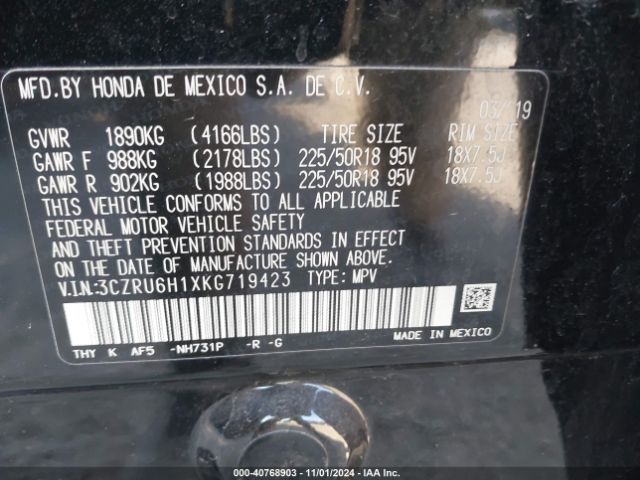 MFD.BY HONDA DE MEXICO S.A. DE C.V.
03/'19
GVWR 1890KG (4166LBS) TIRE SIZE RIM SIZE
GAWR F 988KG (2178LBS) 225/50R18 95V 18X7.5J
GAWR R 902KG (1988LBS) 225/50R18 95V 18X7.5J
THIS VEHICLE CONFORMS TO ALL APPLICABLE
FEDERAL MOTOR VEHICLE SAFETY
AND THEFT PREVENTION STANDARDS IN EFFECT
ON THE DATE OF MANUFACTURE SHOWN ABOVE.
V.I.N.:3CZRU6H1XKG719423 TYPE: MPV
THY K AF5 -NH731P -R -G MADE IN MEXICO
000-40768903 - 11/01/2024 - IAA Inc.